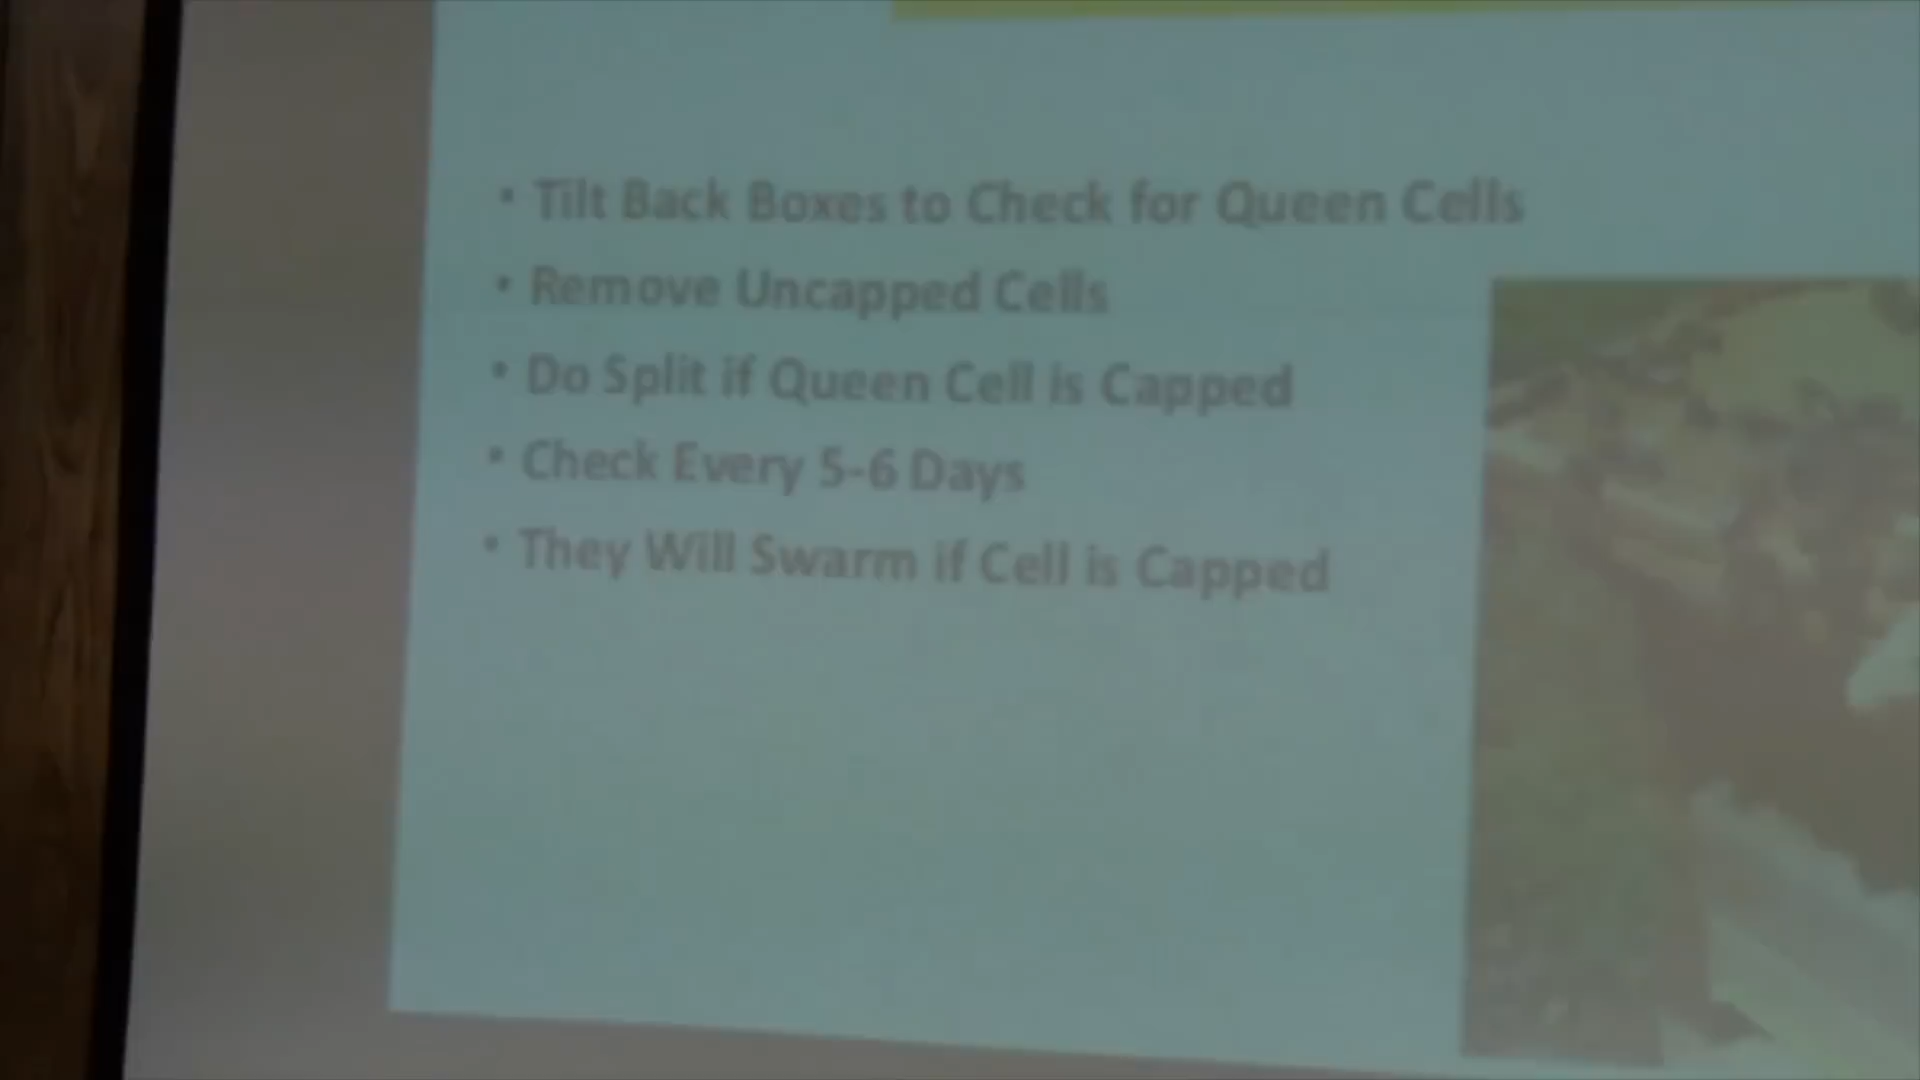 • Tilt Back Boxes to Check for Queen Cells
• Remove Uncapped Cells
• Do Split if Queen Cell is Capped
• Check Every 5-6 Days
• They Will Swarm if Cell is Capped